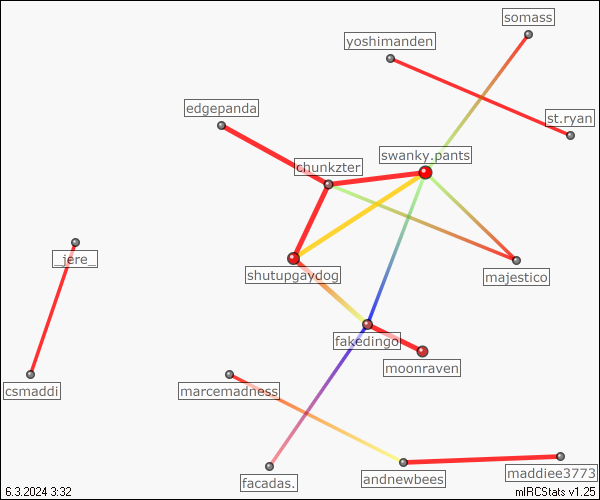 somass
yoshimanden
edgepanda
st.ryan
swanky.pants
chunkzter
_jere_
shutupgaydog
majestico
fakedingo
moonraven
csmaddi
marcemadness
maddiee3773
andnewbees
facadas.
6.3.2024 3:32
mIRCStats v1.25